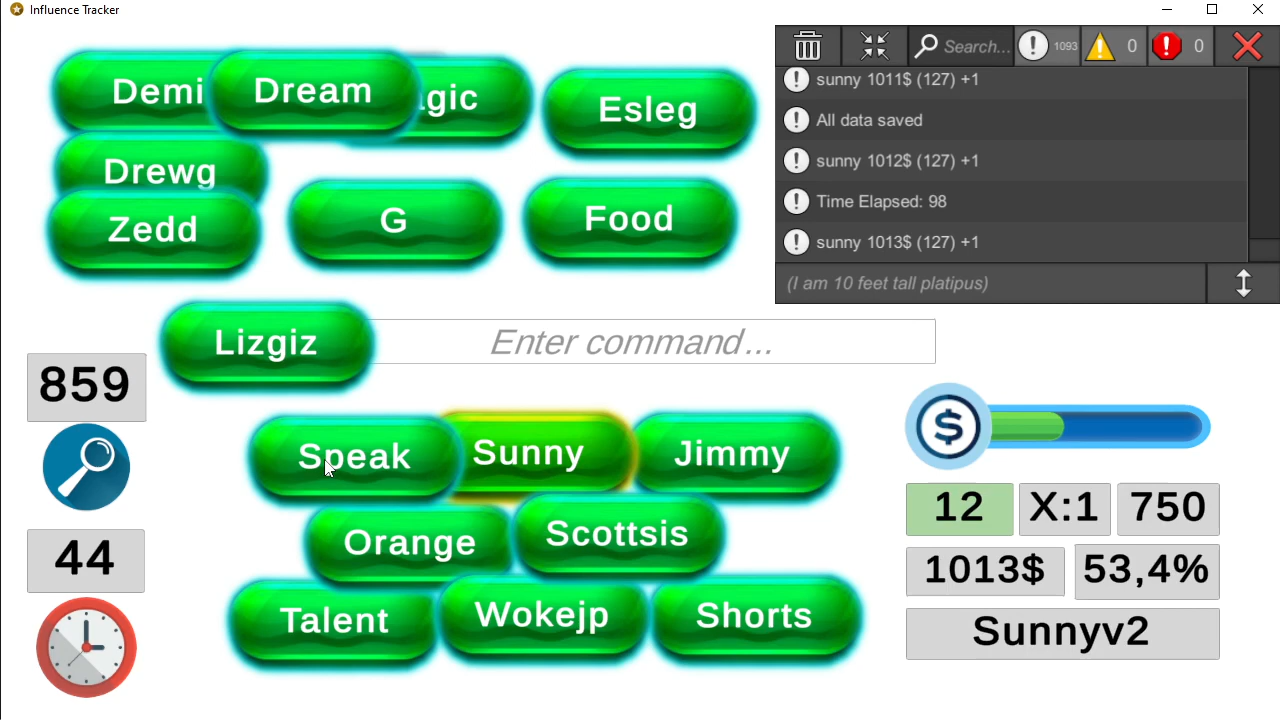 Influence Tracker
Search... 1093 0 0
sunny 1011$ (127) +1
All data saved
sunny 1012$ (127) +1
Time Elapsed: 98
sunny 1013$ (127) +1
(I am 10 feet tall platipus)
Demi Dream gic Esleg
Drewg
Zedd G Food
Lizgiz Enter command...
859
Speak Sunny Jimmy
Orange Scottsis
Talent Wokejp Shorts
44
$
12 X:1 750
1013$ 53,4%
Sunnyv2